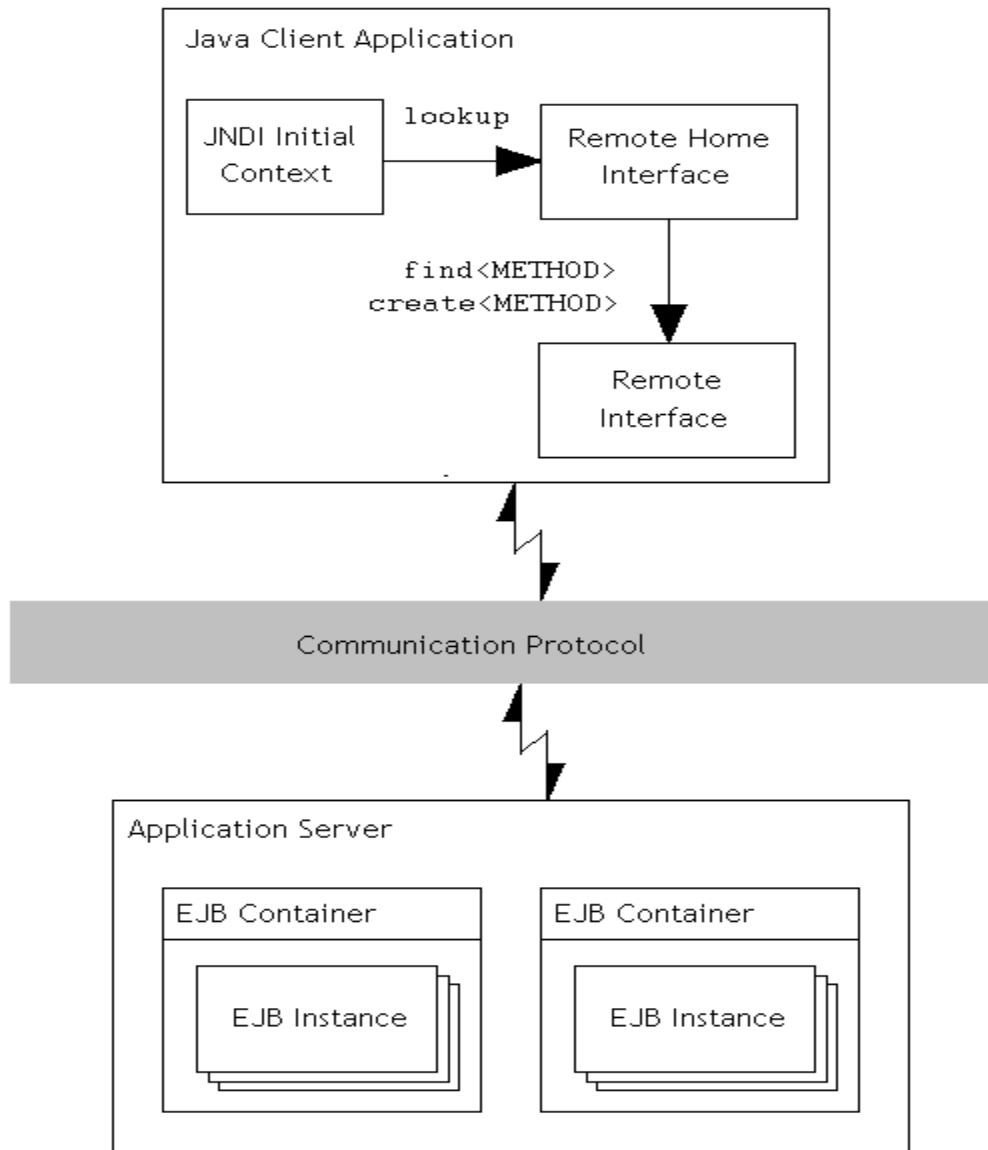 Java Client Application
JNDI Initial
Context
lookup
Remote Home
Interface
find<METHOD>
create<METHOD>
Remote
Interface
Communication Protocol
Application Server
EJB Container
EJB Instance
EJB Container
EJB Instance